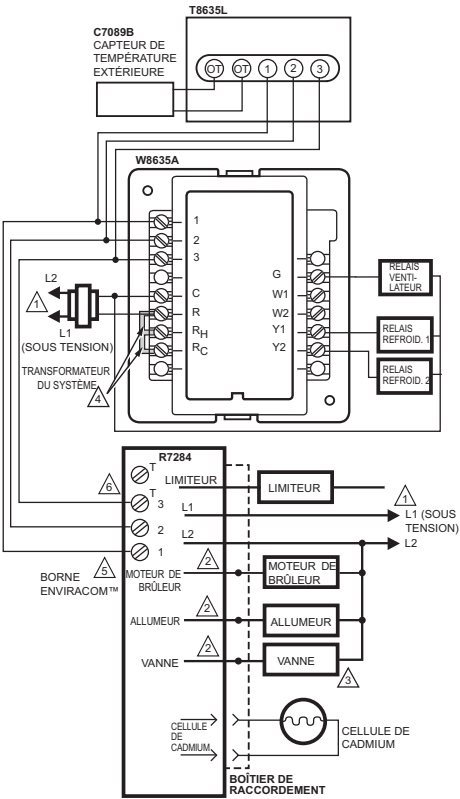 T8635L
C7089B
CAPTEUR DE
TEMPÉRATURE
EXTÉRIEURE
OT OT 1 2 3
W8635A
1
2
3
C
R
RH
RC
G
W1
W2
Y1
Y2
RELAIS
VENTI-
LATEUR
RELAIS
REFROID. 1
RELAIS
REFROID. 2
L2
1
L1
(SOUS TENSION)
TRANSFORMATEUR
DU SYSTÈME
4
R7284
T
T
6
3
2
1
5
BORNE
ENVIRACOM™
LIMITEUR
LIMITEUR
L1
1
L1 (SOUS
TENSION)
L2
L2
2
MOTEUR DE
BRÛLEUR
MOTEUR DE
BRÛLEUR
2
ALLUMEUR
ALLUMEUR
2
VANNE
VANNE
3
CELLULE
DE
CADMIUM
CELLULE DE
CADMIUM
BOÎTIER DE
RACCORDEMENT